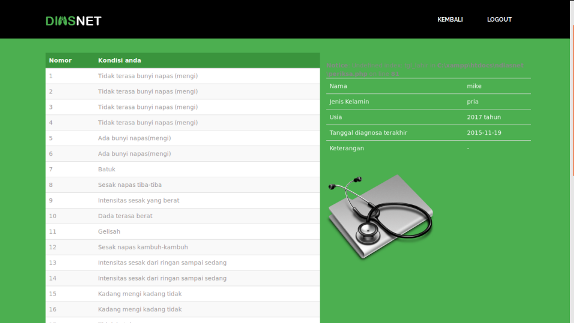 DIASNET
KEMBALI LOGOUT
Nomor Kondisi anda
1 Tidak terasa bunyi napas (mengi)
2 Tidak terasa bunyi napas (mengi)
3 Tidak terasa bunyi napas (mengi)
4 Tidak terasa bunyi napas (mengi)
5 Ada bunyi napas(mengi)
6 Ada bunyi napas(mengi)
7 Batuk
8 Sesak napas tiba-tiba
9 Intensitas sesak yang berat
10 Dada terasa berat
11 Gelisah
12 Sesak napas kambuh-kambuh
13 Intensitas sesak dari ringan sampai sedang
14 Intensitas sesak dari ringan sampai sedang
15 Kadang mengi kadang tidak
16 Kadang mengi kadang tidak
Nama mike
Jenis Kelamin pria
Usia 2017 tahun
Tanggal diagnosa terakhir 2015-11-19
Keterangan -